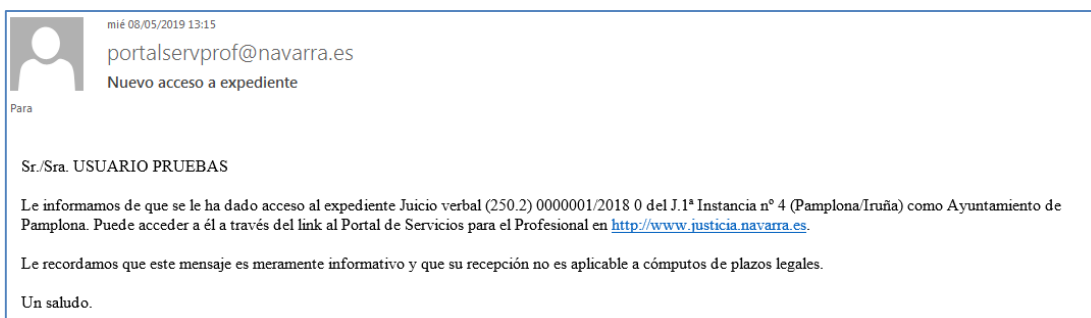 mié 08/05/2019 13:15
portalservprof@navarra.es
Nuevo acceso a expediente
Para
Sr./Sra. USUARIO PRUEBAS
Le informamos de que se le ha dado acceso al expediente Juicio verbal (250.2) 0000001/2018 0 del J.1ª Instancia nº 4 (Pamplona/Iruña) como Ayuntamiento de
Pamplona. Puede acceder a él a través del link al Portal de Servicios para el Profesional en http://www.justicia.navarra.es.
Le recordamos que este mensaje es meramente informativo y que su recepción no es aplicable a cómputos de plazos legales.
Un saludo.